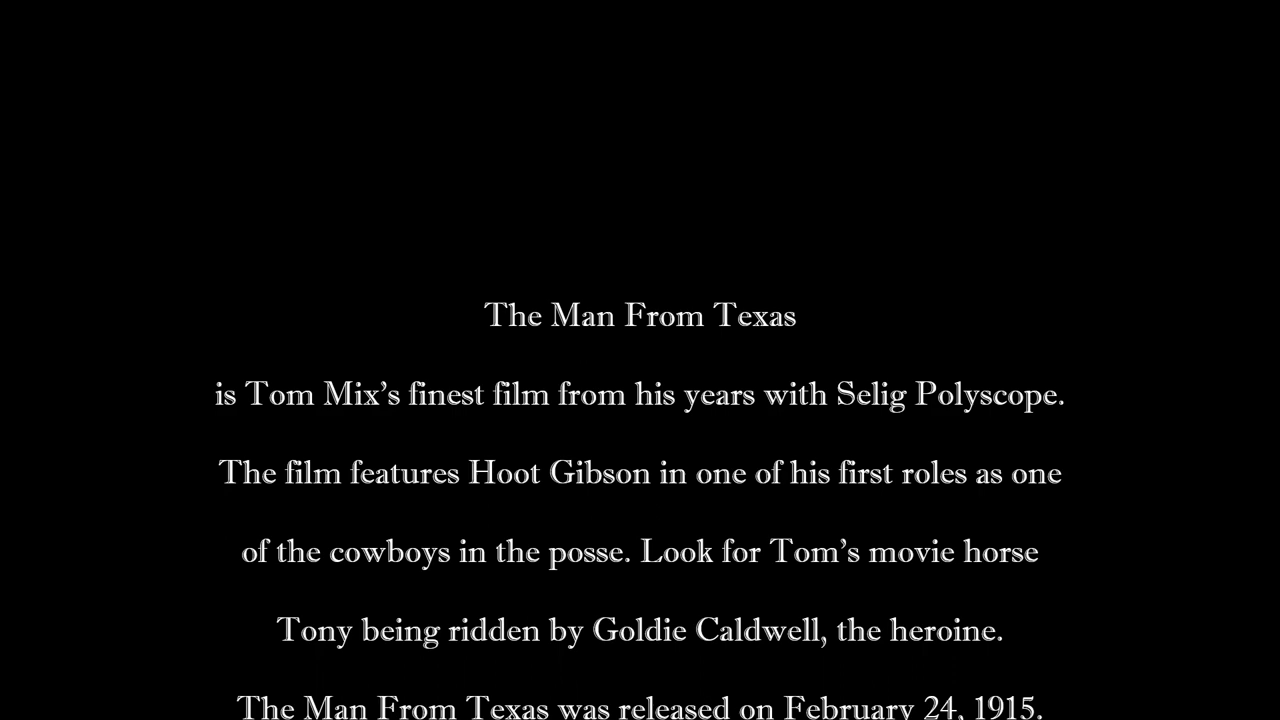 The Man From Texas
is Tom Mix’s finest film from his years with Selig Polyscope.
The film features Hoot Gibson in one of his first roles as one
of the cowboys in the posse. Look for Tom’s movie horse
Tony being ridden by Goldie Caldwell, the heroine.
The Man From Texas was released on February 24, 1915.